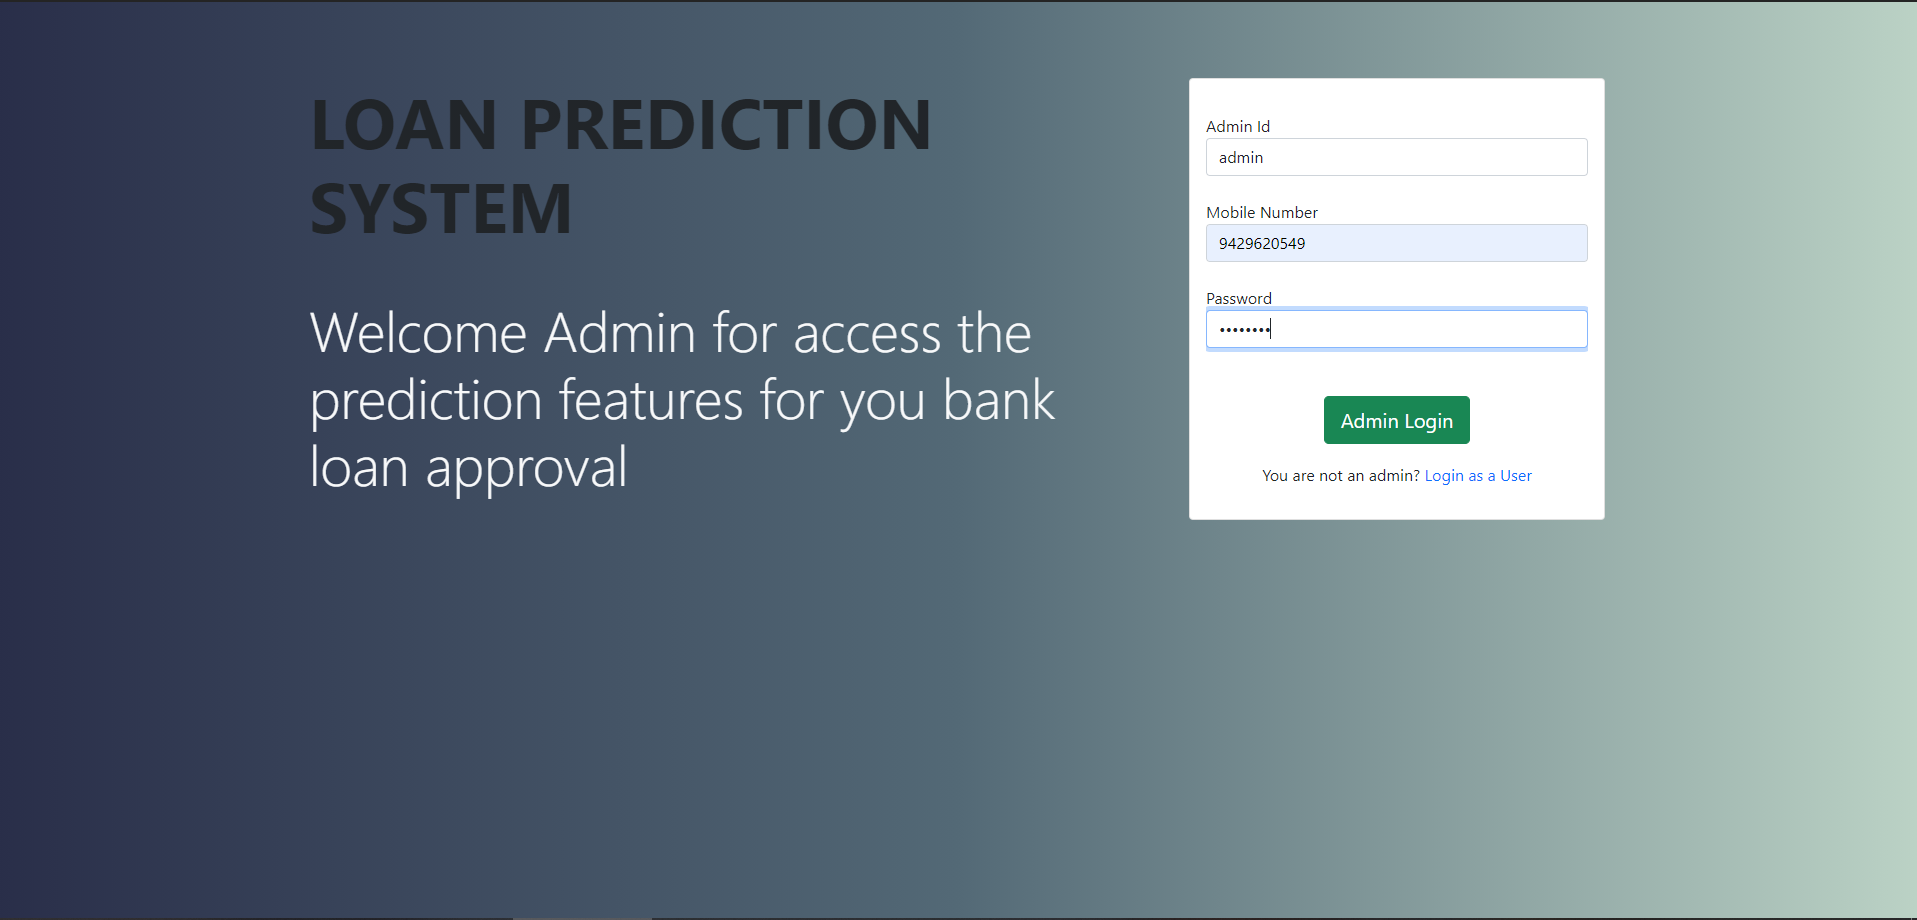 LOAN PREDICTION
SYSTEM
Welcome Admin for access the
prediction features for you bank
loan approval
Admin Id
admin
Mobile Number
9429620549
Password
••••••••
Admin Login
You are not an admin? Login as a User